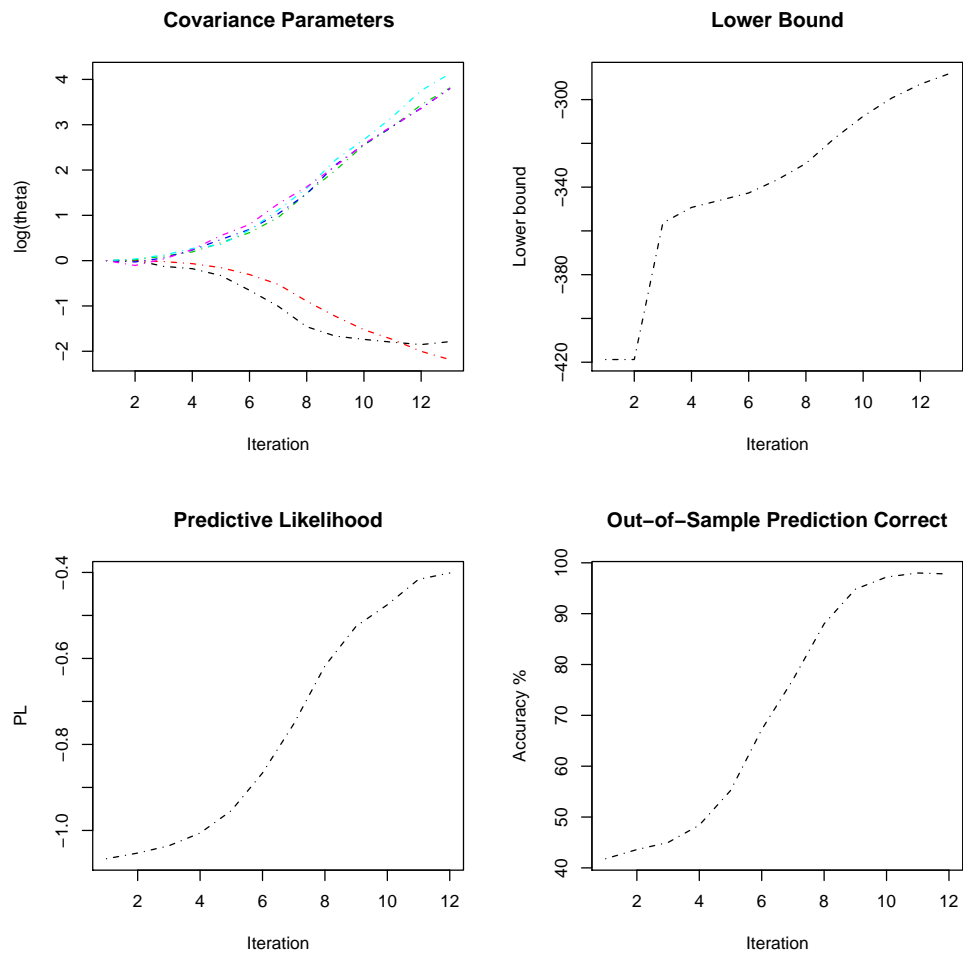 Covariance Parameters
log(theta)
4
3
2
1
0
−1
−2
2 4 6 8 10 12
Iteration
Lower Bound
Lower bound
−300
−340
−380
−420
2 4 6 8 10 12
Iteration
Predictive Likelihood
PL
−0.4
−0.6
−0.8
−1.0
2 4 6 8 10 12
Iteration
Out−of−Sample Prediction Correct
Accuracy %
100
90
80
70
60
50
40
2 4 6 8 10 12
Iteration